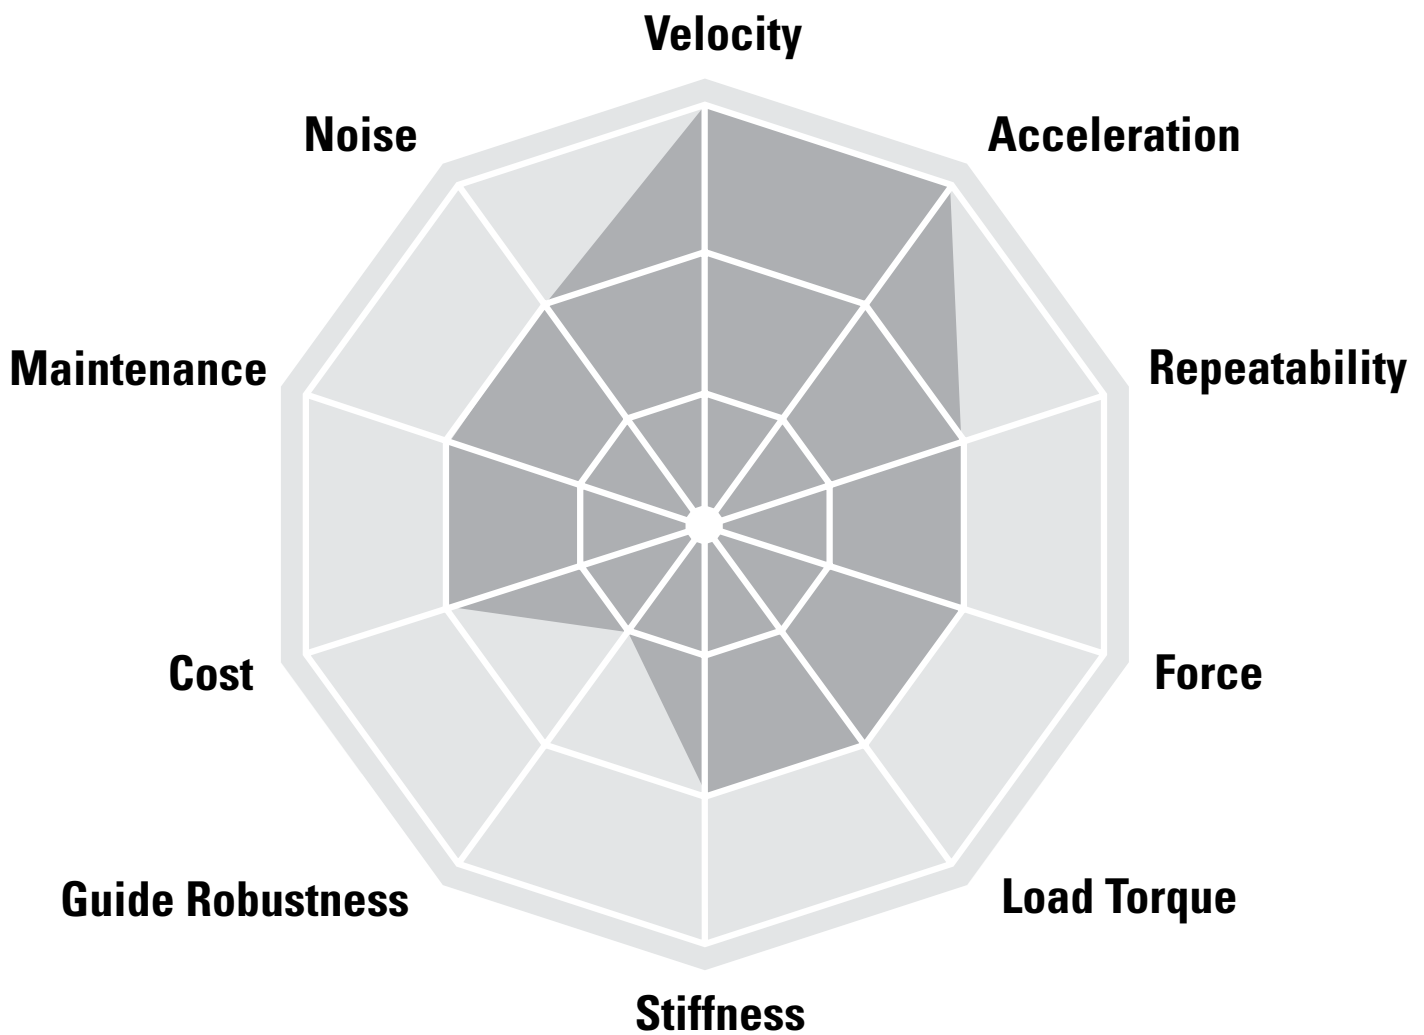 Velocity
Noise
Acceleration
Maintenance
Repeatability
Cost
Force
Guide Robustness
Load Torque
Stiffness